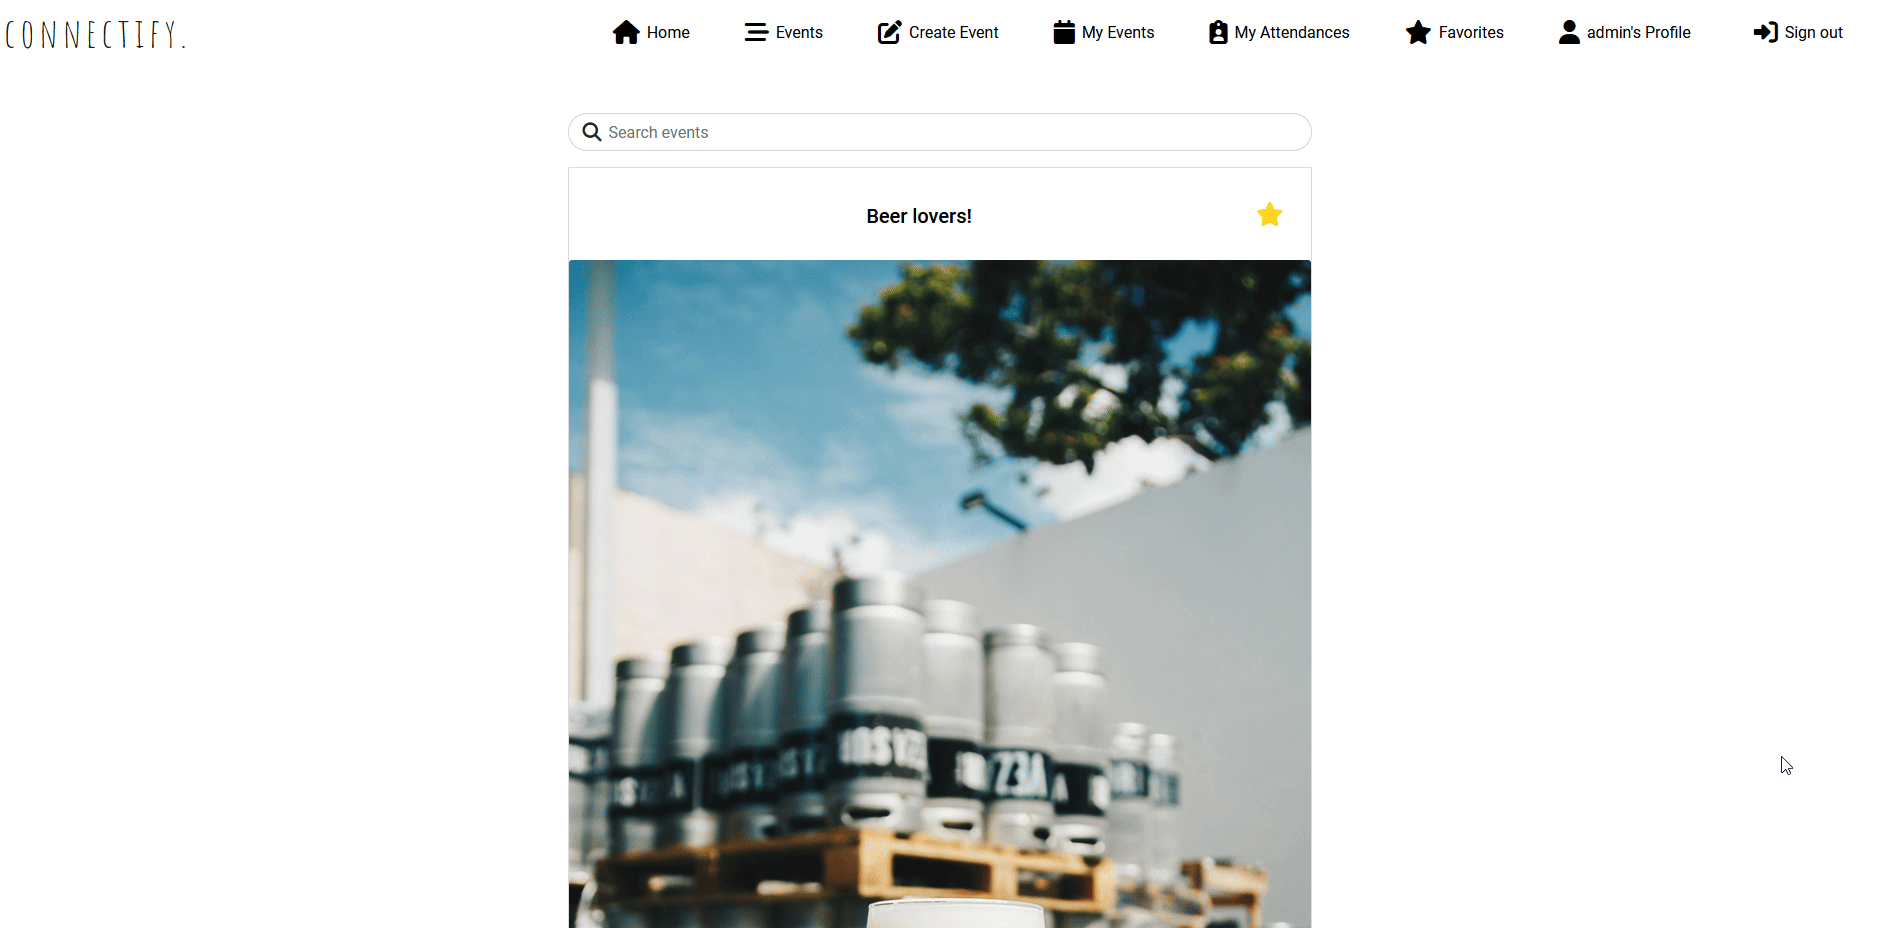 CONNECTIFY.
Home Events Create Event My Events My Attendances Favorites admin's Profile Sign out
Search events
Beer lovers!